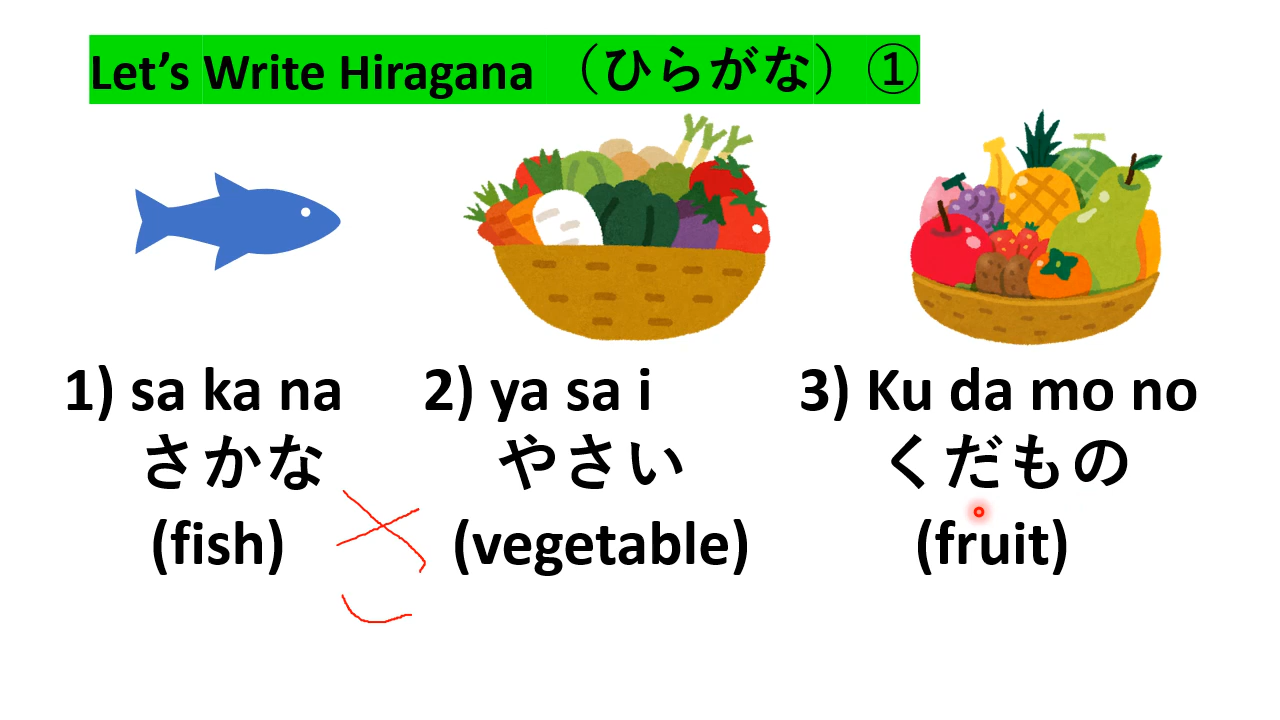 Let's Write Hiragana （ひらがな）①
1) sa ka na
さかな
(fish)
2) ya sa i
やさい
(vegetable)
3) Ku da mo no
くだもの
(fruit)
さ